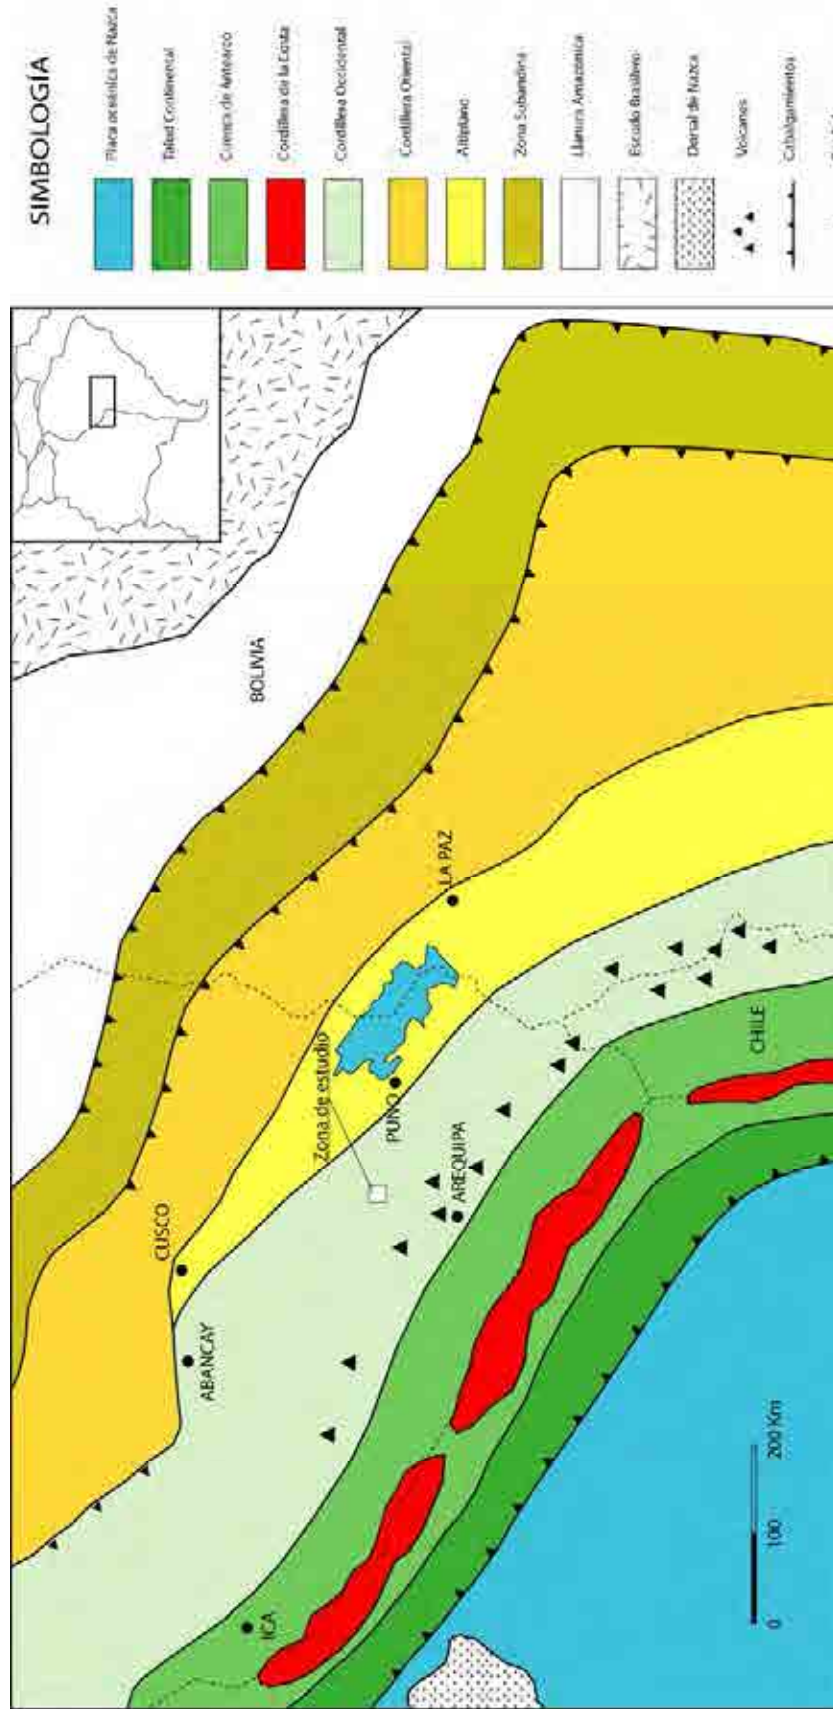 SIMBOLOGÍA
Placa oceánica de Nazca
Talud Continental
Cuenca de Antearco
Cordillera de la Costa
Cordillera Occidental
Cordillera Oriental
Altiplano
Zona Subandina
Llanura Amazónica
Escudo Brasilero
Dorsal de Nazca
Volcanes
Cabalgamientos
BOLIVIA
LA PAZ
Zona de estudio
PUNO
CUSCO
AREQUIPA
CHILE
ABANCAY
ICA
0 100 200 Km